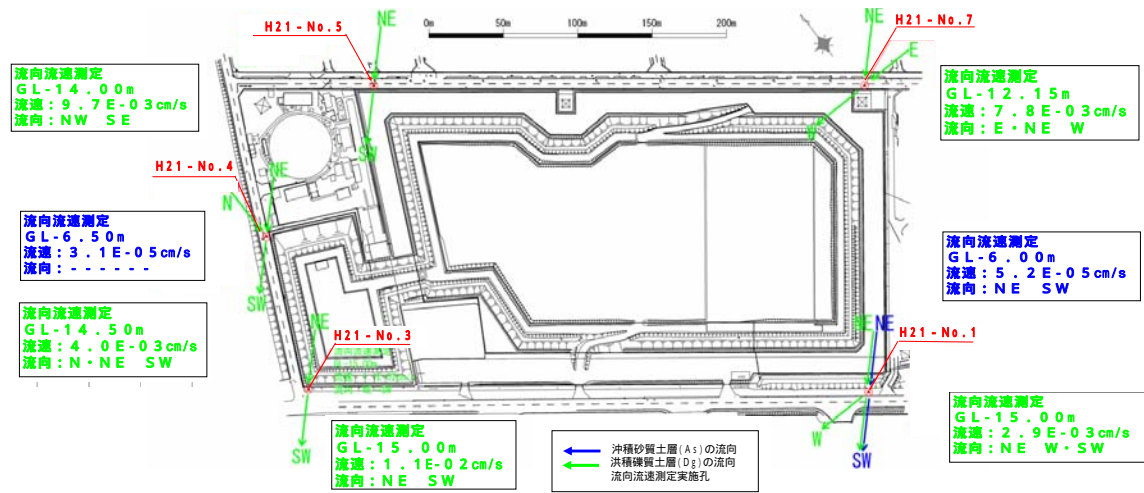 0m 50m 100m 150m 200m
H21-No.5
NE
SW
H21-No.7
NE
E
W
流向流速測定
GL-14.00m
流速：9.7E-03cm/s
流向：NW SE
流向流速測定
GL-12.15m
流速：7.8E-03cm/s
流向：E・NE W
H21-No.4
NE
N
SW
流向流速測定
GL-6.50m
流速：3.1E-05cm/s
流向：------
流向流速測定
GL-14.50m
流速：4.0E-03cm/s
流向：N・NE SW
流向流速測定
GL-6.00m
流速：5.2E-05cm/s
流向：NE SW
H21-No.3
NE
SW
流向流速測定
GL-15.00m
流速：1.1E-02cm/s
流向：NE SW
NE NE
H21-No.1
W
SW
流向流速測定
GL-15.00m
流速：2.9E-03cm/s
流向：NE W・SW
沖積砂質土層(As)の流向
洪積礫質土層(Dg)の流向
流向流速測定実施孔